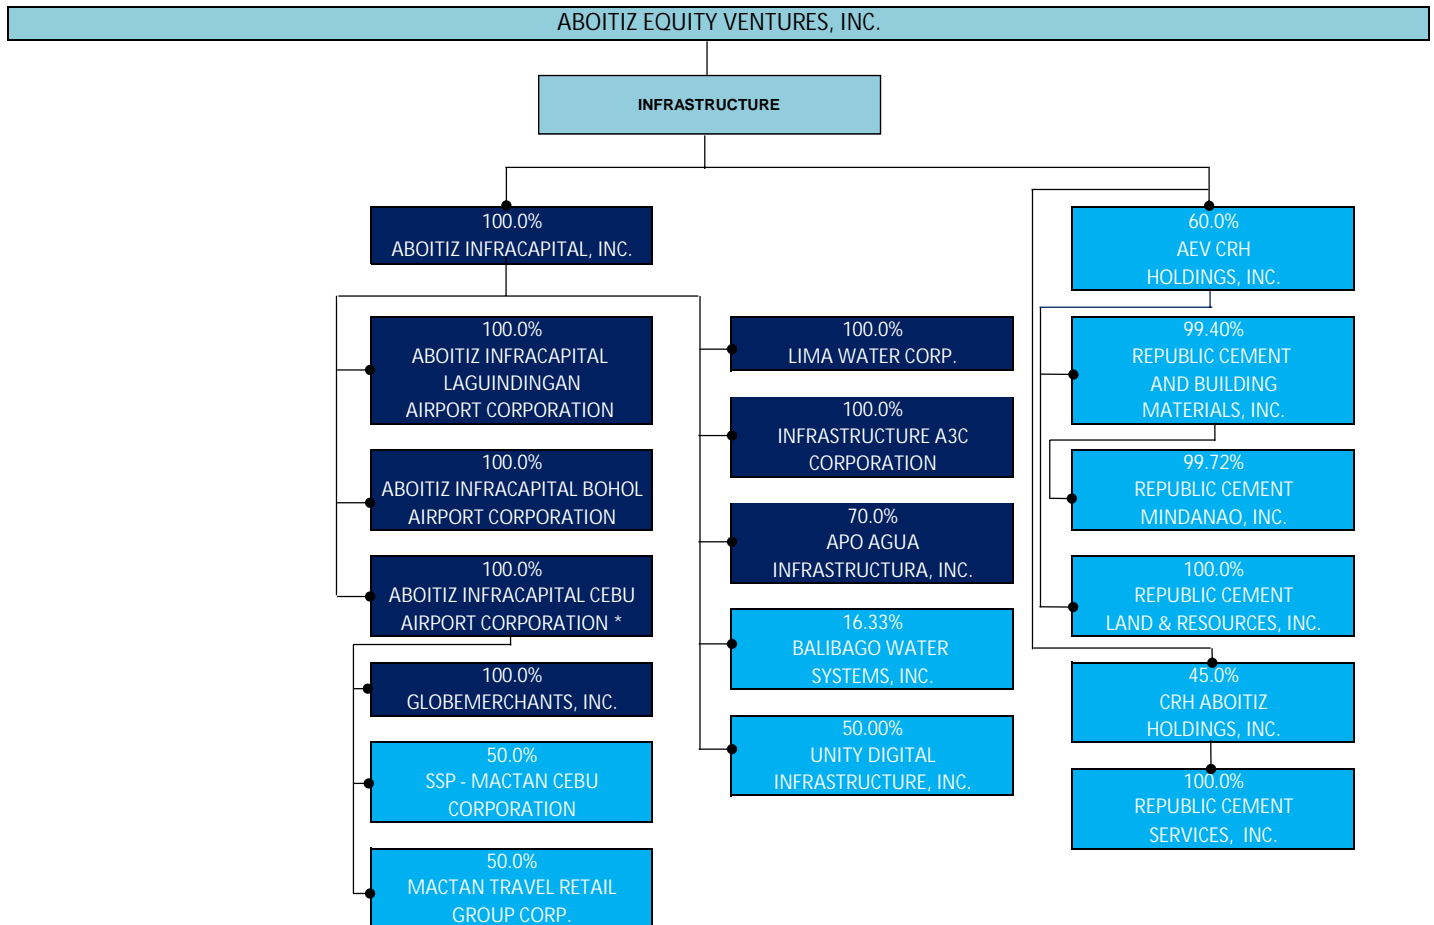 ABOITIZ EQUITY VENTURES, INC.
INFRASTRUCTURE
100.0%
ABOITIZ INFRACAPITAL, INC.
100.0%
ABOITIZ INFRACAPITAL
LAGUINDINGAN
AIRPORT CORPORATION
100.0%
ABOITIZ INFRACAPITAL BOHOL
AIRPORT CORPORATION
100.0%
ABOITIZ INFRACAPITAL CEBU
AIRPORT CORPORATION *
100.0%
GLOBEMERCHANTS, INC.
50.0%
SSP - MACTAN CEBU
CORPORATION
50.0%
MACTAN TRAVEL RETAIL
GROUP CORP.
100.0%
LIMA WATER CORP.
100.0%
INFRASTRUCTURE A3C
CORPORATION
70.0%
APO AGUA
INFRASTRUCTURA, INC.
16.33%
BALIBAGO WATER
SYSTEMS, INC.
50.00%
UNITY DIGITAL
INFRASTRUCTURE, INC.
60.0%
AEV CRH
HOLDINGS, INC.
99.40%
REPUBLIC CEMENT
AND BUILDING
MATERIALS, INC.
99.72%
REPUBLIC CEMENT
MINDANAO, INC.
100.0%
REPUBLIC CEMENT
LAND & RESOURCES, INC.
45.0%
CRH ABOITIZ
HOLDINGS, INC.
100.0%
REPUBLIC CEMENT
SERVICES, INC.